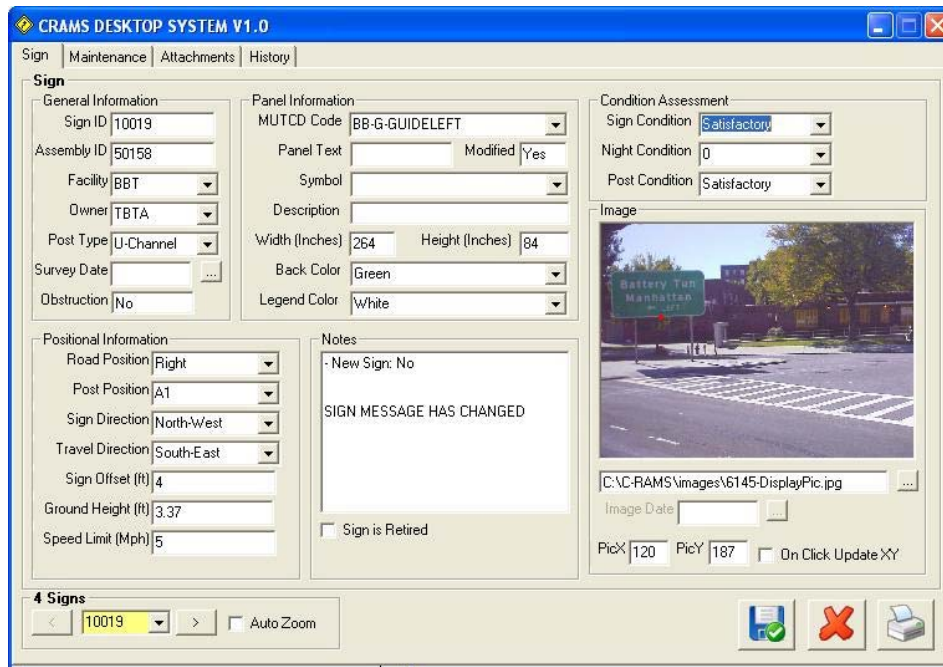 CRAMS DESKTOP SYSTEM V1.0
Sign Maintenance Attachments History
Sign
General Information
Sign ID 10019
Assembly ID 50158
Facility BBT
Owner TBTA
Post Type U-Channel
Survey Date ...
Obstruction No
Panel Information
MUTCD Code BB-G-GUIDELEFT
Panel Text Modified Yes
Symbol
Description
Width (Inches) 264 Height (Inches) 84
Back Color Green
Legend Color White
Condition Assessment
Sign Condition Satisfactory
Night Condition 0
Post Condition Satisfactory
Positional Information
Road Position Right
Post Position A1
Sign Direction North-West
Travel Direction South-East
Sign Offset (ft) 4
Ground Height (ft) 3.37
Speed Limit (Mph) 5
Notes
- New Sign: No
SIGN MESSAGE HAS CHANGED
Sign is Retired
Image
Battery Tun
Manhattan
LEFT
C:\C-RAMS\images\6145-DisplayPic.jpg ...
Image Date ...
PicX 120 PicY 187 On Click Update XY
4 Signs
< 10019 > Auto Zoom